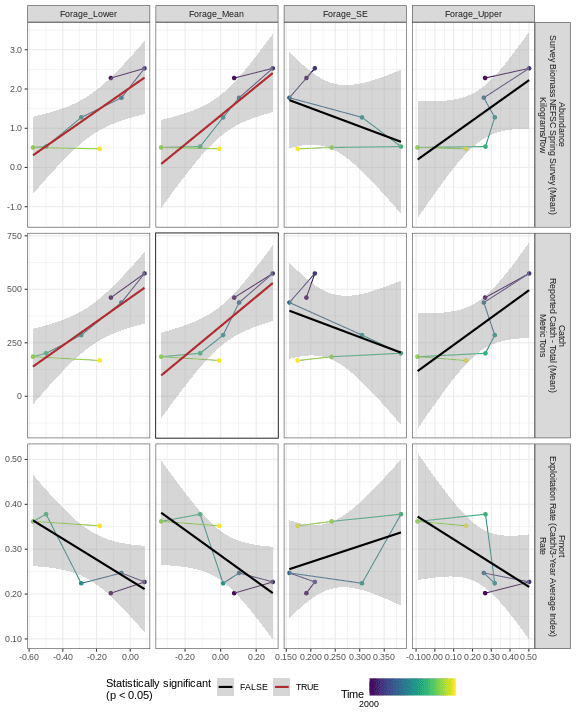 Forage_Lower
Forage_Mean
Forage_SE
Forage_Upper
3.0
2.0
1.0
0.0
-1.0
Abundance
Survey Biomass NEFSC Spring Survey (Mean)
Kilograms/Tow
750
500
250
0
Catch
Reported Catch - Total (Mean)
Metric Tons
0.50
0.40
0.30
0.20
0.10
Fmort
Exploitation Rate (Catch/3-Year Average Index)
Rate
-0.60 -0.40 -0.20 0.00
-0.20 0.00 0.20
0.150 0.200 0.250 0.300 0.350
-0.10 0.00 0.10 0.20 0.30 0.40 0.50
0.30
Statistically significant
(p < 0.05)
FALSE
TRUE
Time
2000